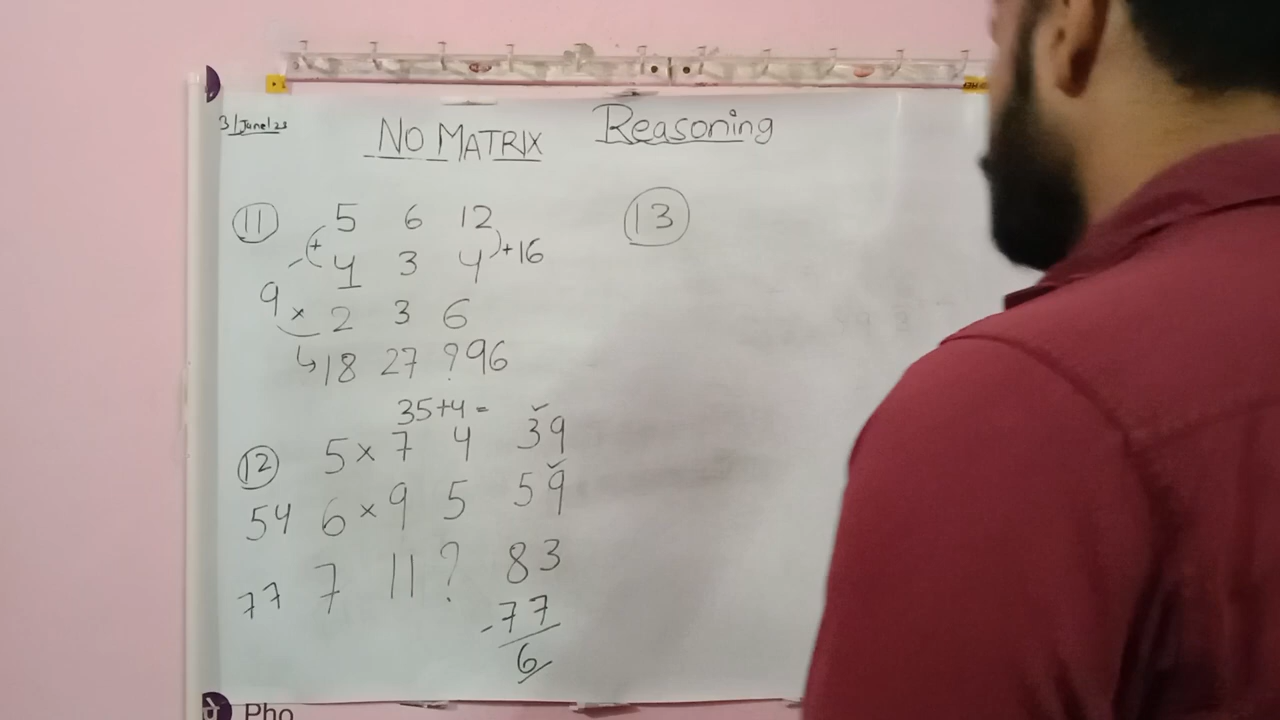 3/June/23
NO MATRIX Reasoning
11 5 6 12
+ +16
4 3 4
9 × 2 3 6
18 27 ? 96
35+4=
12 5 × 7 4 39
54 6 × 9 5 59
77 7 11 ? 83
-77
6
13
Pho